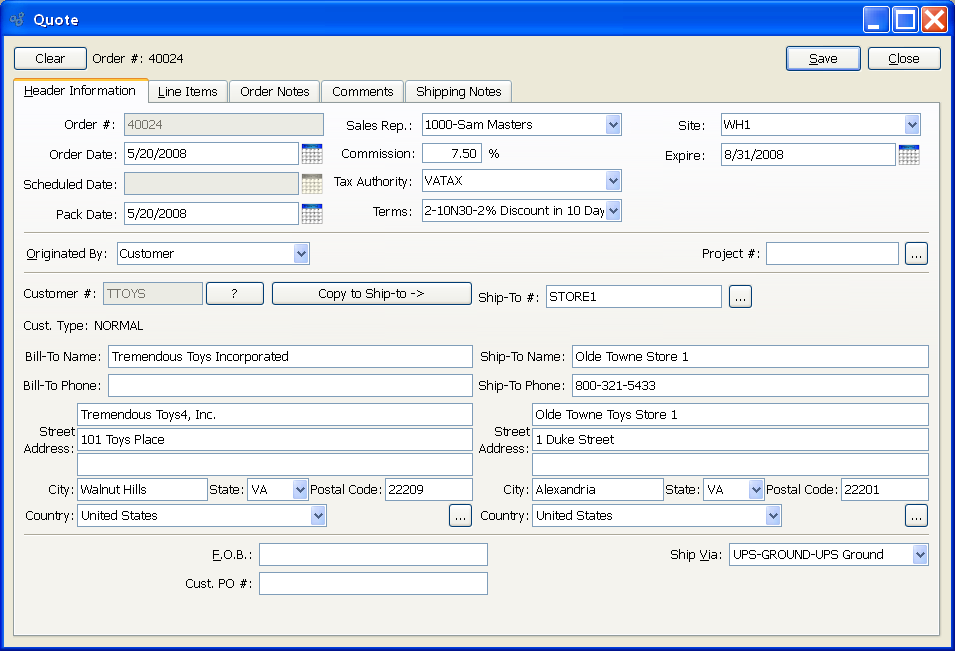 Quote
Clear Order #: 40024 Save Close
Header Information Line Items Order Notes Comments Shipping Notes
Order #: 40024 Sales Rep.: 1000-Sam Masters Site: WH1
Order Date: 5/20/2008 Commission: 7.50 % Expire: 8/31/2008
Scheduled Date: Tax Authority: VATAX
Pack Date: 5/20/2008 Terms: 2-10N30-2% Discount in 10 Day
Originated By: Customer Project #: ...
Customer #: TTOYS ? Copy to Ship-to -> Ship-To #: STORE1 ...
Cust. Type: NORMAL
Bill-To Name: Tremendous Toys Incorporated Ship-To Name: Olde Towne Store 1
Bill-To Phone: Ship-To Phone: 800-321-5433
Tremendous Toys4, Inc. Olde Towne Toys Store 1
Street Address: 101 Toys Place Street Address: 1 Duke Street
City: Walnut Hills State: VA Postal Code: 22209 City: Alexandria State: VA Postal Code: 22201
Country: United States ... Country: United States ...
F.O.B.: Ship Via: UPS-GROUND-UPS Ground
Cust. PO #: